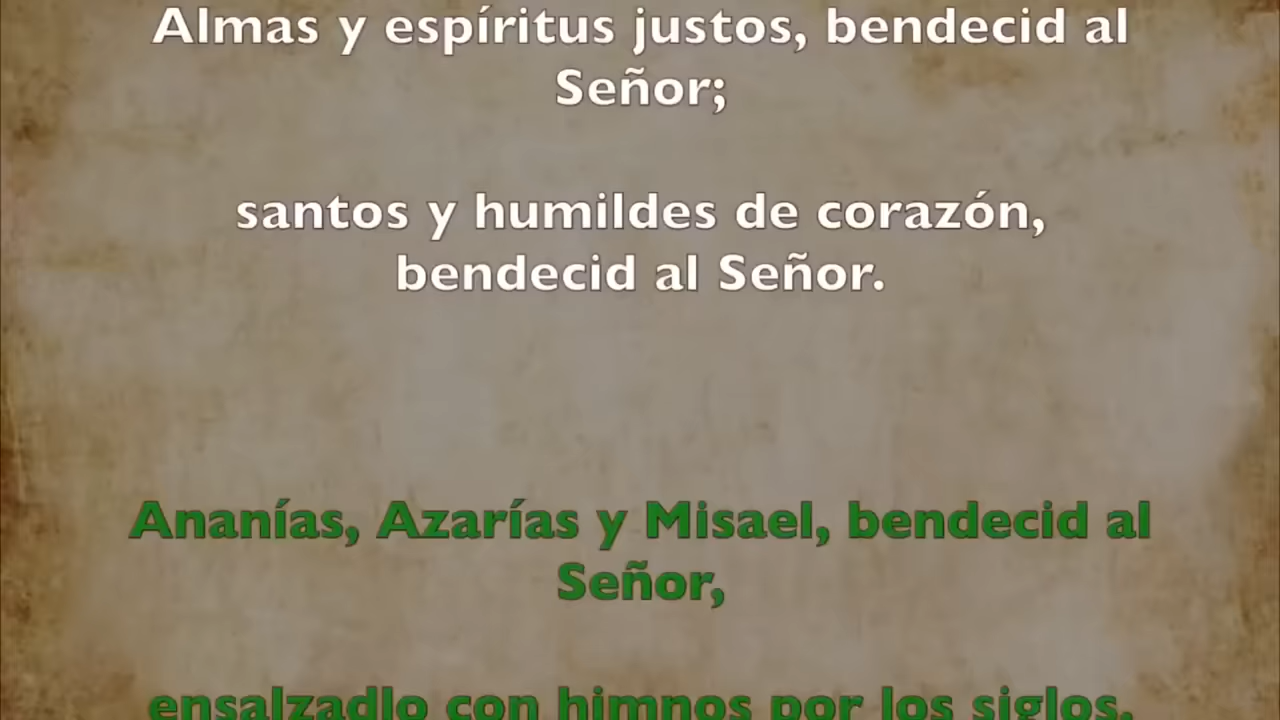 Almas y espíritus justos, bendecid al
Señor;
santos y humildes de corazón,
bendecid al Señor.
Ananías, Azarías y Misael, bendecid al
Señor,
ensalzadlo con himnos por los siglos.